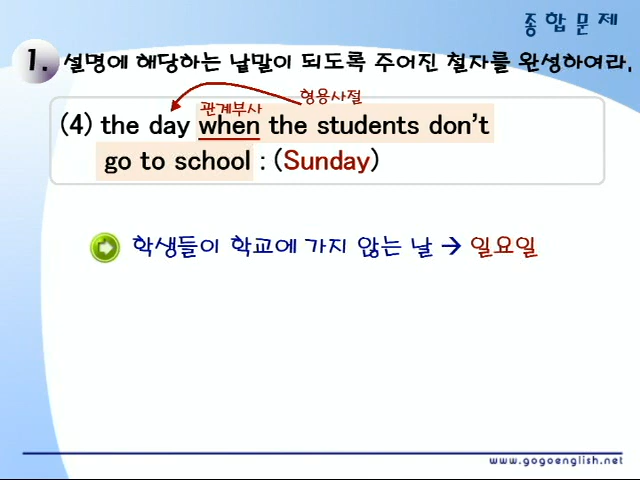 종합문제
1. 설명에 해당하는 낱말이 되도록 주어진 철자를 완성하여라.
관계부사 형용사절
(4) the day when the students don't
go to school : (Sunday)
학생들이 학교에 가지 않는 날 → 일요일
www.gogoenglish.net